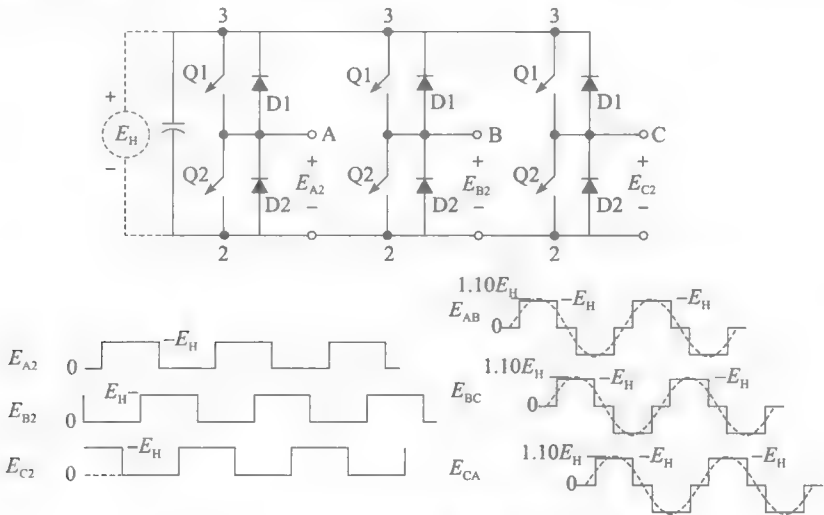 3 3 3
Q1 D1 Q1 D1 Q1 D1
+
E_H
−
A B C
Q2 D2 Q2 D2 Q2 D2
+ E_A2 − + E_B2 − + E_C2 −
2 2 2
1.10E_H −E_H −E_H
E_AB 0
E_A2 0 −E_H
1.10E_H −E_H −E_H
E_BC 0
E_B2 E_H− 0
1.10E_H −E_H −E_H
E_CA 0
E_C2 0 −E_H